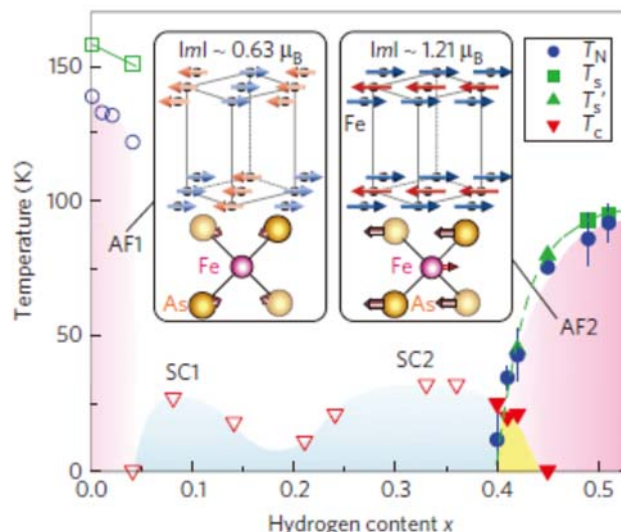 |m| ~ 0.63 μB
|m| ~ 1.21 μB
TN
Ts
Ts′
Tc
Fe
Fe
As
Fe
As
AF1
AF2
SC1
SC2
150
100
50
0
Temperature (K)
0.0 0.1 0.2 0.3 0.4 0.5
Hydrogen content x